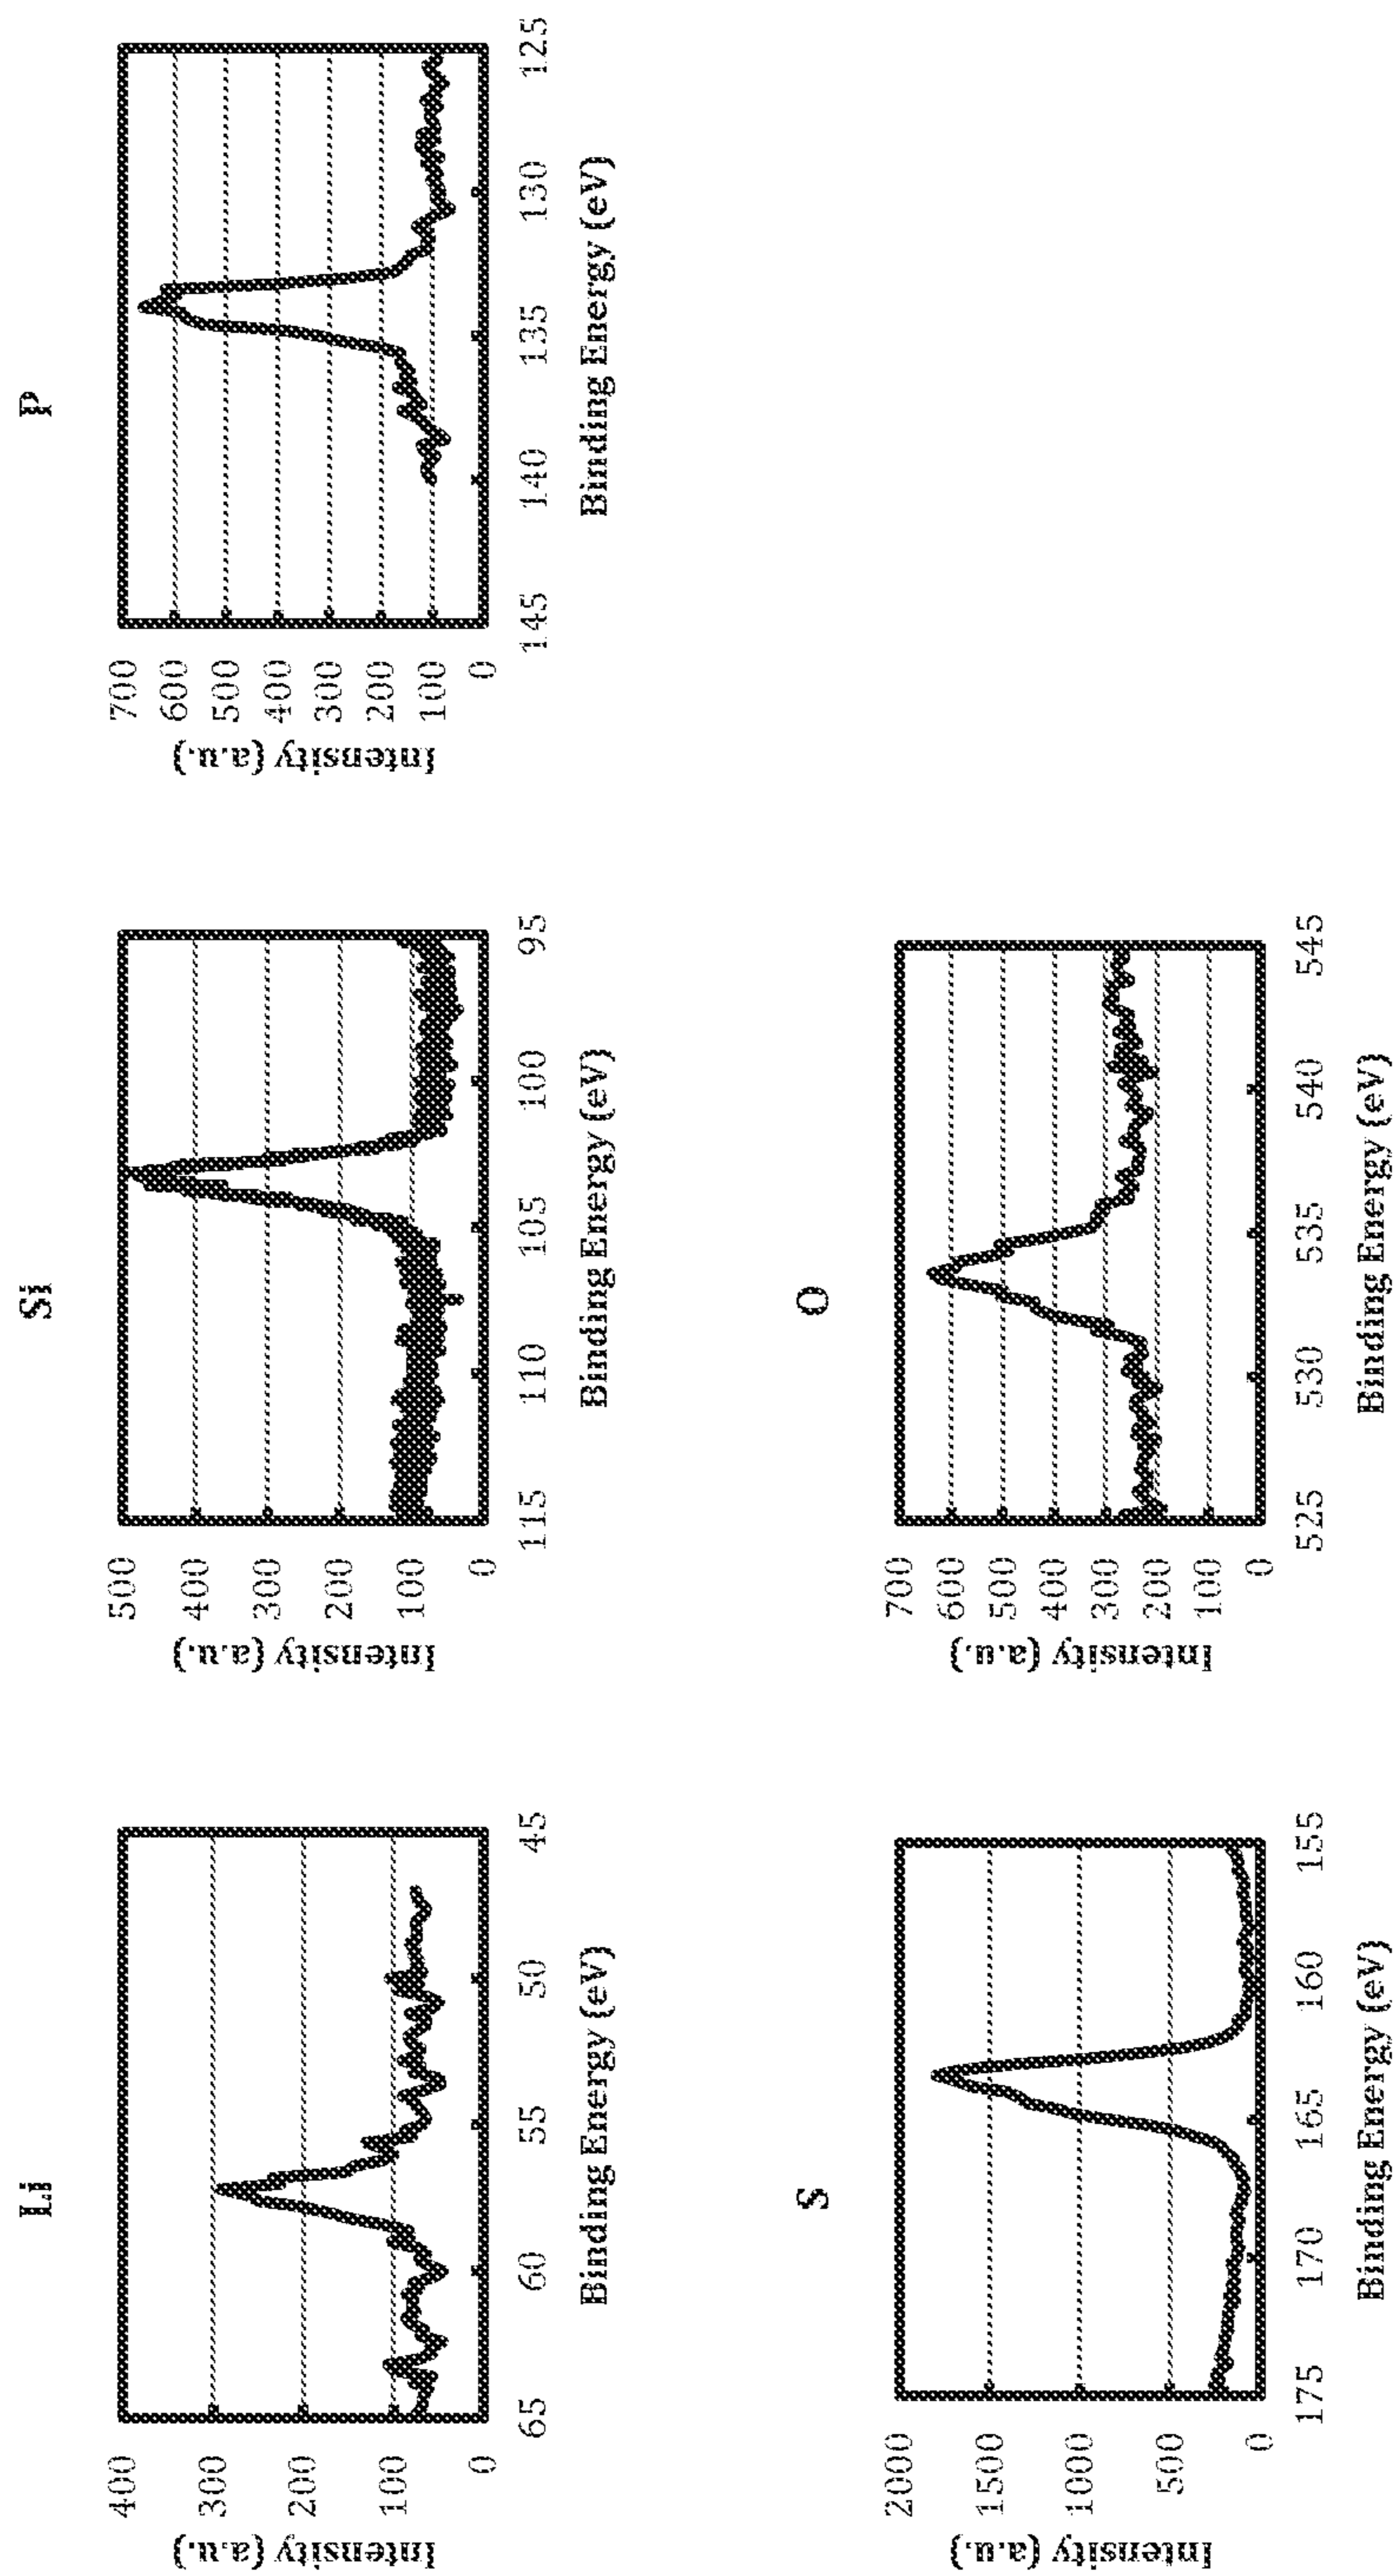 Li
Intensity (a.u.)
400
300
200
100
0
65 60 55 50 45
Binding Energy (eV)
Si
Intensity (a.u.)
500
400
300
200
100
0
115 110 105 100 95
Binding Energy (eV)
P
Intensity (a.u.)
700
600
500
400
300
200
100
0
145 140 135 130 125
Binding Energy (eV)
S
Intensity (a.u.)
2000
1500
1000
500
0
175 170 165 160 155
Binding Energy (eV)
O
Intensity (a.u.)
700
600
500
400
300
200
100
0
525 530 535 540 545
Binding Energy (eV)